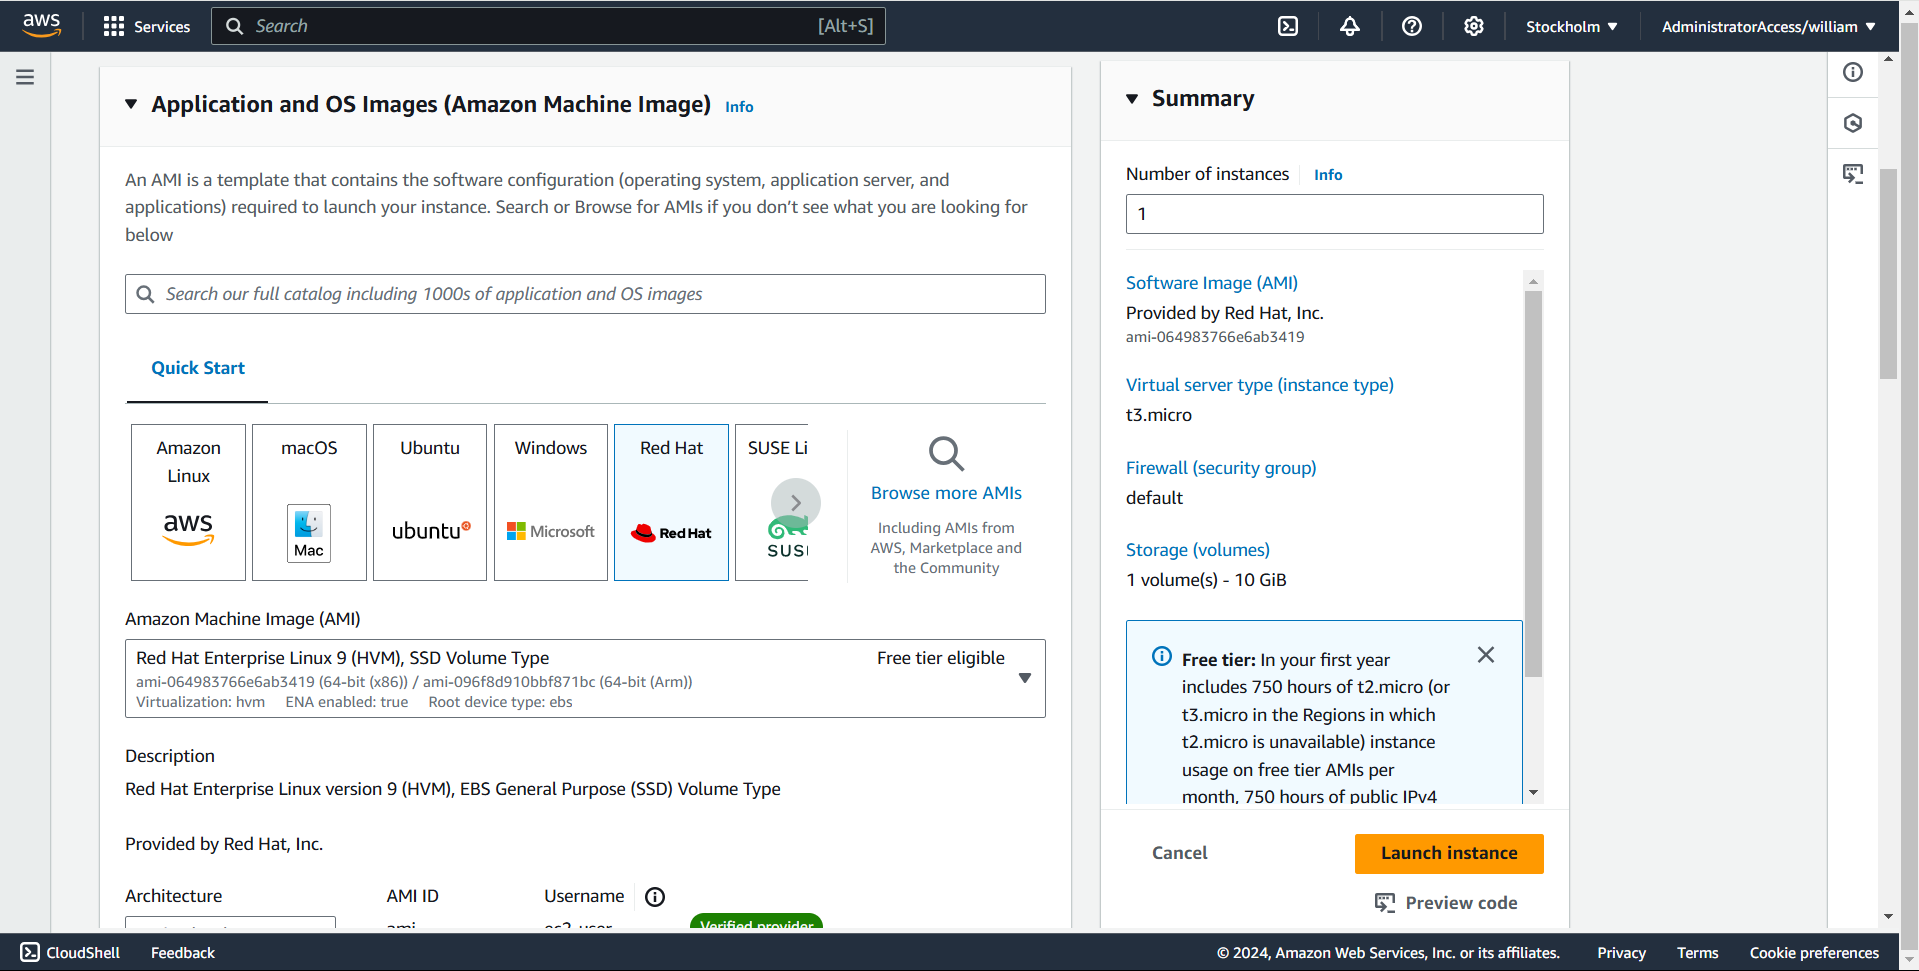 aws
Services
Search
[Alt+S]
Stockholm
AdministratorAccess/william
Application and OS Images (Amazon Machine Image)
Info
An AMI is a template that contains the software configuration (operating system, application server, and
applications) required to launch your instance. Search or Browse for AMIs if you don’t see what you are looking for
below
Search our full catalog including 1000s of application and OS images
Quick Start
Amazon
Linux
aws
macOS
Mac
Ubuntu
ubuntu
Windows
Microsoft
Red Hat
Red Hat
SUSE Li
SUS
Browse more AMIs
Including AMIs from
AWS, Marketplace and
the Community
Amazon Machine Image (AMI)
Red Hat Enterprise Linux 9 (HVM), SSD Volume Type
Free tier eligible
ami-064983766e6ab3419 (64-bit (x86)) / ami-096f8d910bbf871bc (64-bit (Arm))
Virtualization: hvm ENA enabled: true Root device type: ebs
Description
Red Hat Enterprise Linux version 9 (HVM), EBS General Purpose (SSD) Volume Type
Provided by Red Hat, Inc.
Architecture
AMI ID
Username
ami-
ec2-user
Verified provider
Summary
Number of instances
Info
1
Software Image (AMI)
Provided by Red Hat, Inc.
ami-064983766e6ab3419
Virtual server type (instance type)
t3.micro
Firewall (security group)
default
Storage (volumes)
1 volume(s) - 10 GiB
Free tier: In your first year
includes 750 hours of t2.micro (or
t3.micro in the Regions in which
t2.micro is unavailable) instance
usage on free tier AMIs per
month, 750 hours of public IPv4
Cancel
Launch instance
Preview code
CloudShell
Feedback
© 2024, Amazon Web Services, Inc. or its affiliates.
Privacy
Terms
Cookie preferences